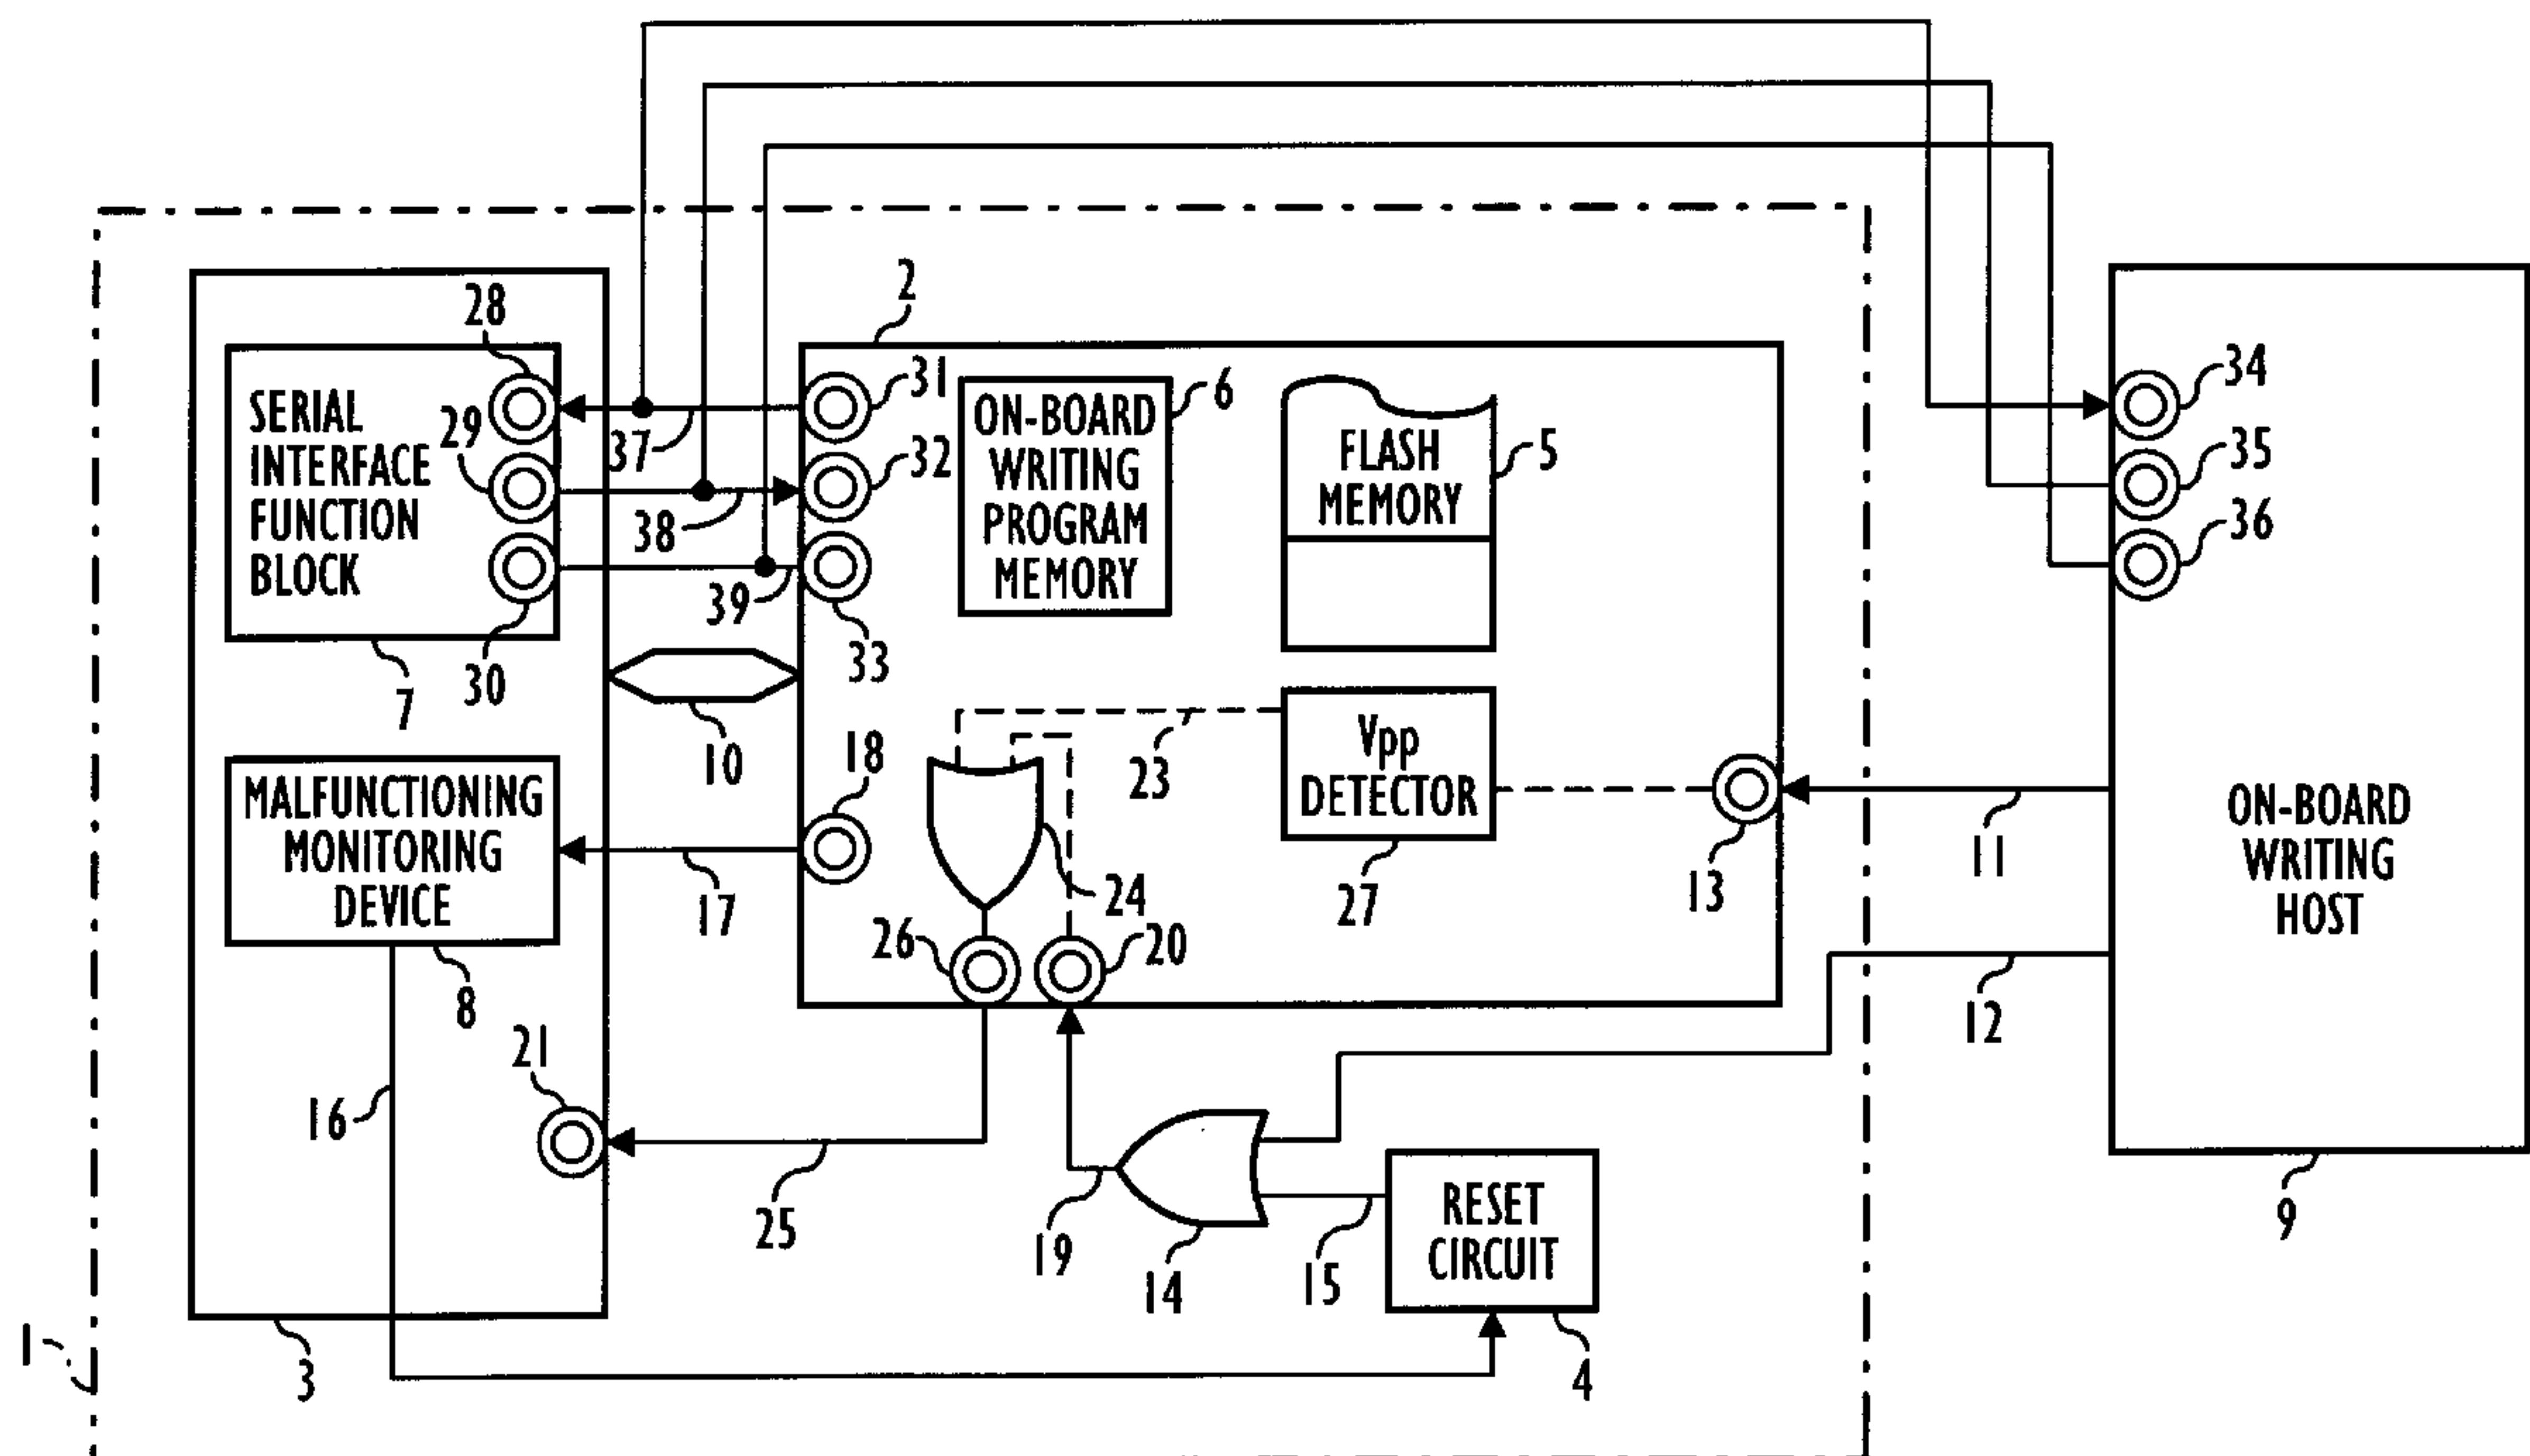 2
28
SERIAL
INTERFACE
FUNCTION
BLOCK
29
30
7
37
38
39
10
31
32
33
ON-BOARD
WRITING
PROGRAM
MEMORY
6
FLASH
MEMORY
5
34
35
36
MALFUNCTIONING
MONITORING
DEVICE
8
17
18
23
24
Vpp
DETECTOR
27
13
11
12
ON-BOARD
WRITING
HOST
9
26
20
21
16
25
19
14
15
RESET
CIRCUIT
4
1
3